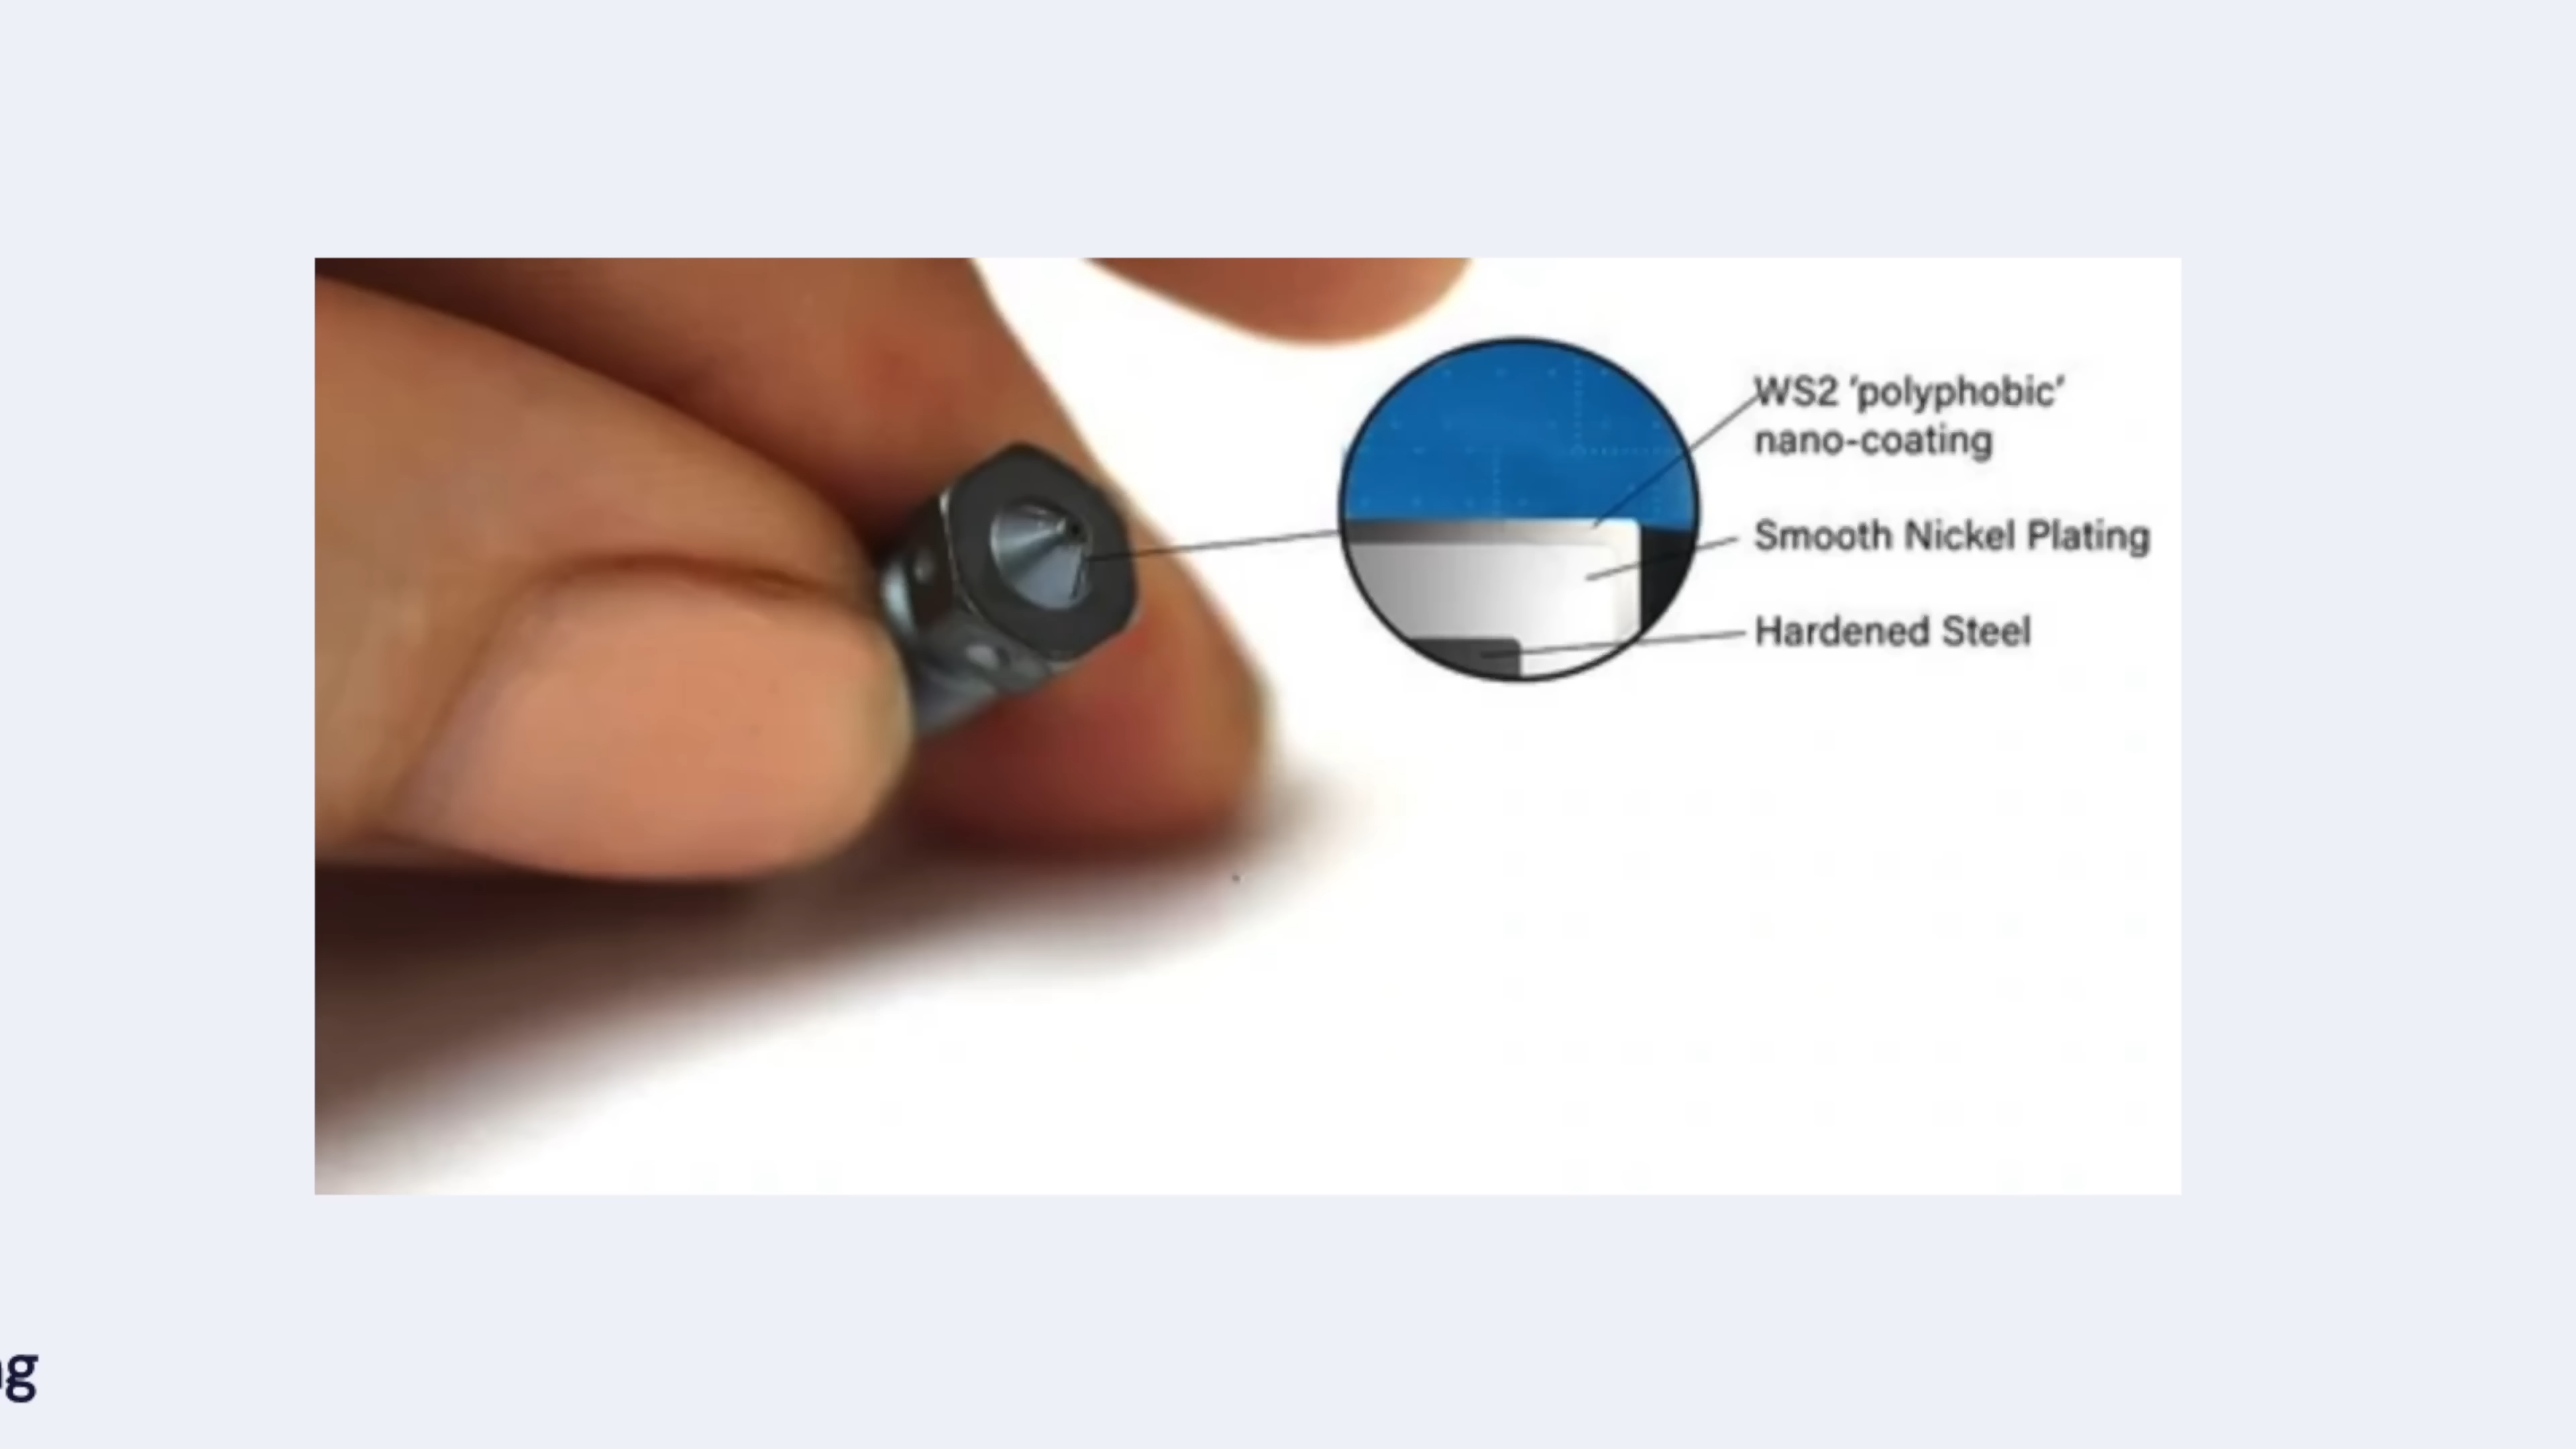 WS2 ‘polyphobic’
nano-coating
Smooth Nickel Plating
Hardened Steel